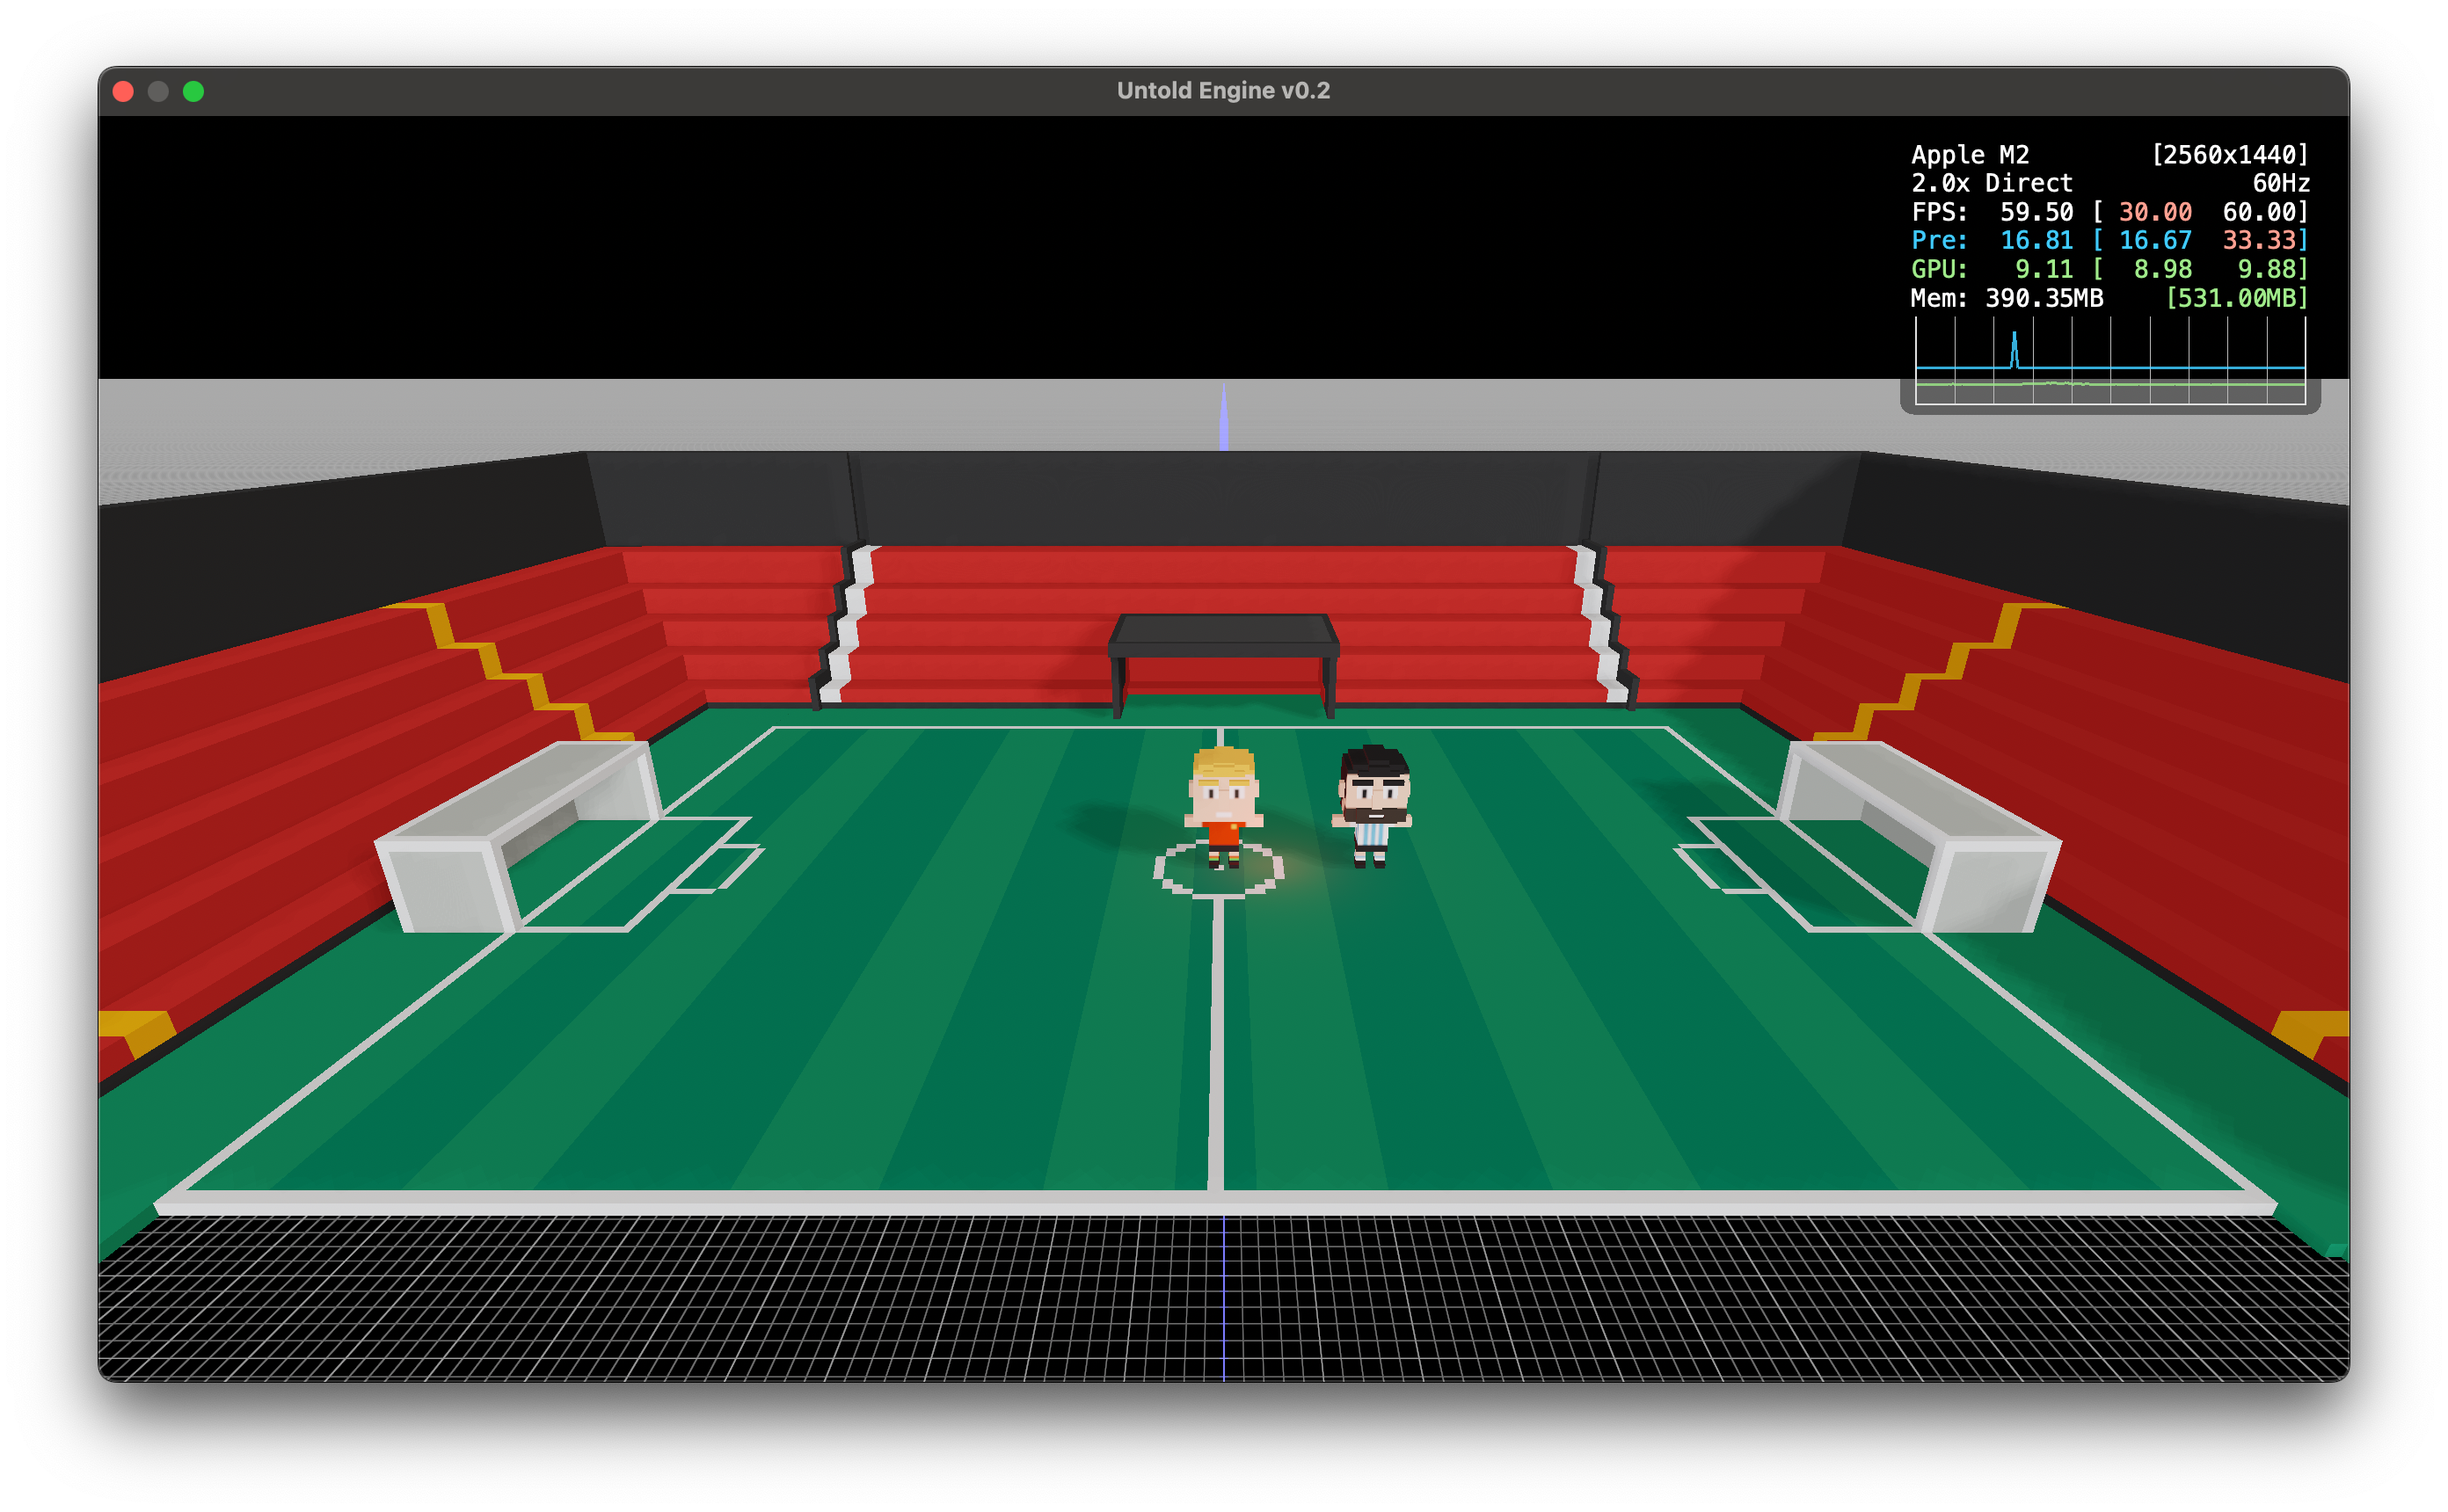 Untold Engine v0.2
Apple M2 [2560x1440]
2.0x Direct 60Hz
FPS: 59.50 [ 30.00 60.00]
Pre: 16.81 [ 16.67 33.33]
GPU: 9.11 [ 8.98 9.88]
Mem: 390.35MB [531.00MB]